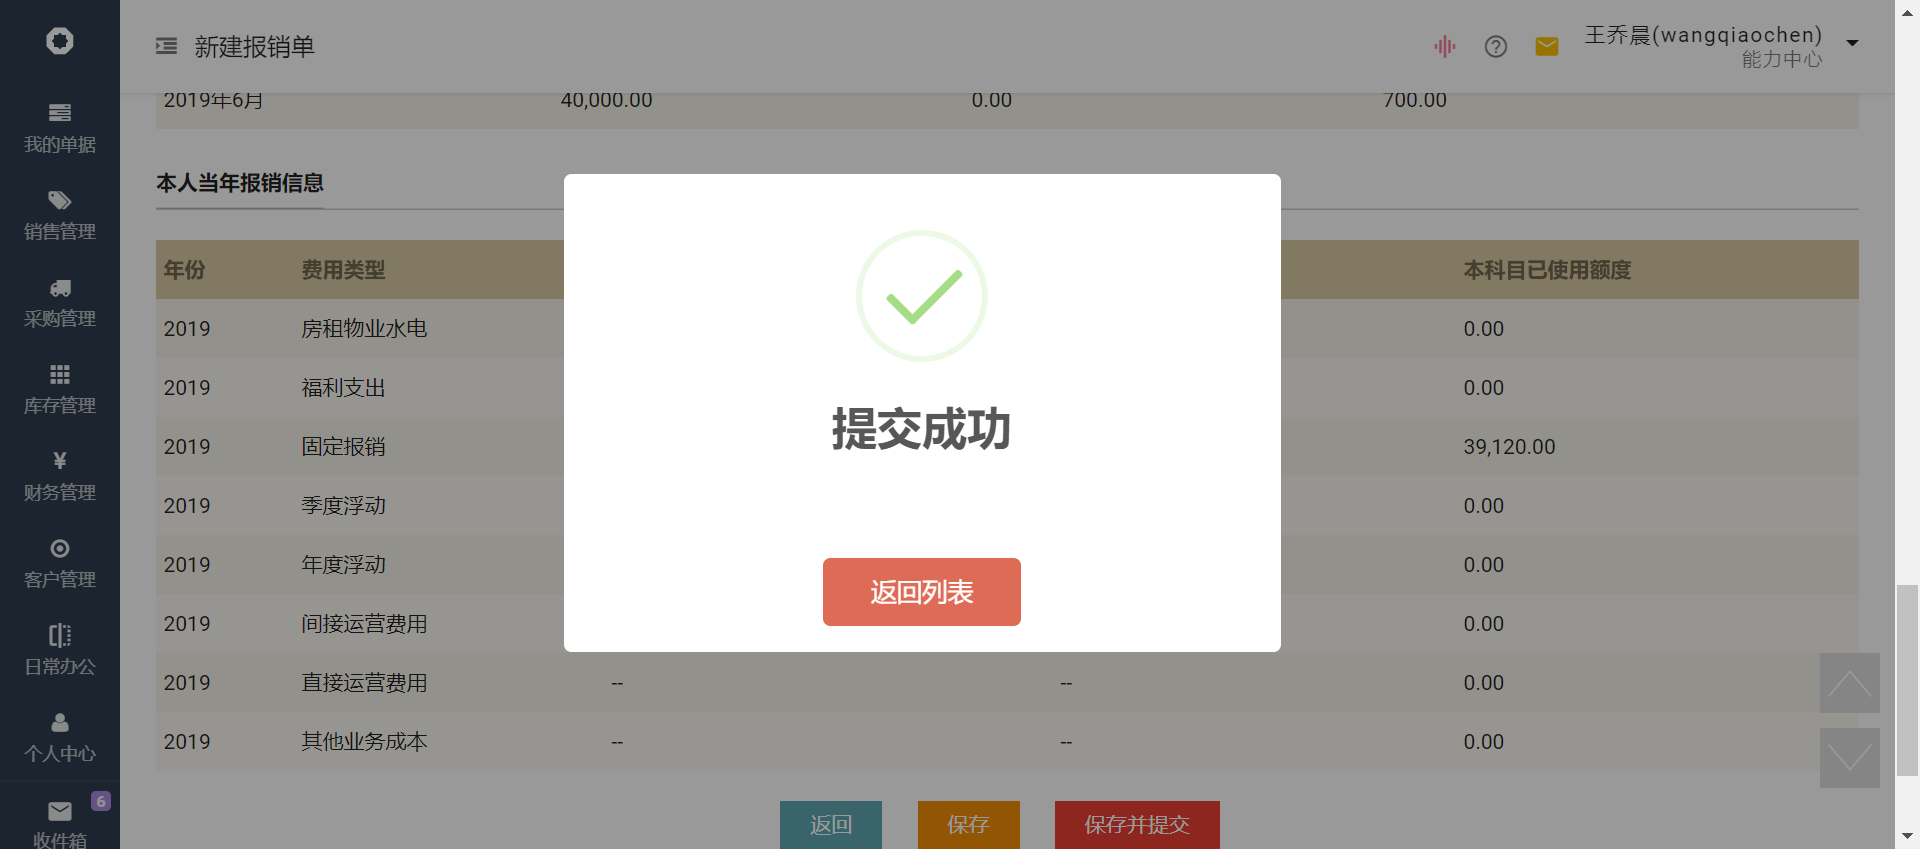 新建报销单
王乔晨(wangqiaochen)
能力中心
我的单据
销售管理
采购管理
库存管理
¥
财务管理
客户管理
日常办公
个人中心
6
收件箱
2019年6月 40,000.00 0.00 700.00
本人当年报销信息
年份 费用类型 本科目已使用额度
2019 房租物业水电 0.00
2019 福利支出 0.00
2019 固定报销 39,120.00
2019 季度浮动 0.00
2019 年度浮动 0.00
2019 间接运营费用 0.00
2019 直接运营费用 -- -- 0.00
2019 其他业务成本 -- -- 0.00
提交成功
返回列表
返回 保存 保存并提交